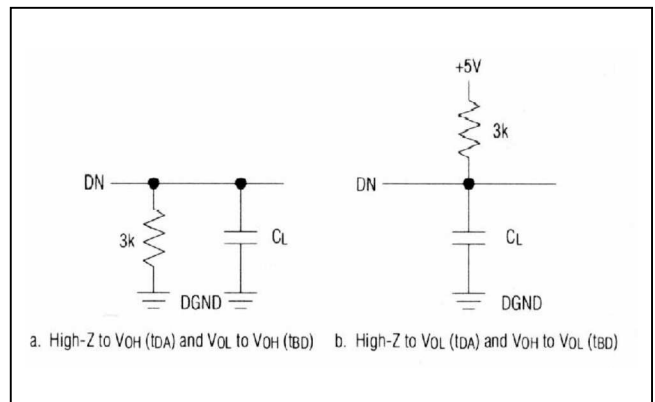 +5V
3k
DN
DN
3k
CL
CL
DGND
DGND
a. High-Z to VOH (tDA) and VOL to VOH (tBD)
b. High-Z to VOL (tDA) and VOH to VOL (tBD)